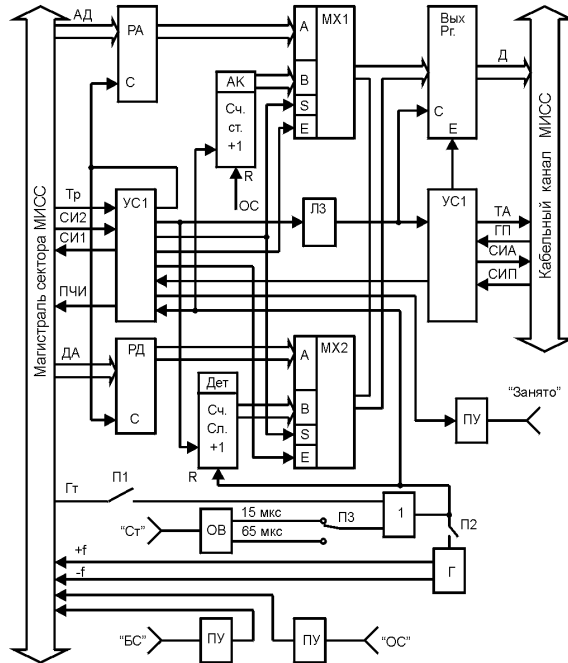 АД
РА
С
А
МХ1
В
S
Е
АК
Сч.
ст.
+1
R
ОС
Вых
Рг.
С
Е
Д
Магистраль сектора МИСС
Кабельный канал МИСС
Тр
СИ2
СИ1
ПЧИ
УС1
ЛЗ
УС1
ТА
ГП
СИА
СИП
ДА
РД
С
Дет
Сч.
Сл.
+1
R
А
МХ2
В
S
Е
"Занято"
ПУ
Гт
П1
"Ст"
ОВ
15 мкс
65 мкс
П3
1
П2
Г
+f
-f
"БС"
ПУ
ПУ
"ОС"